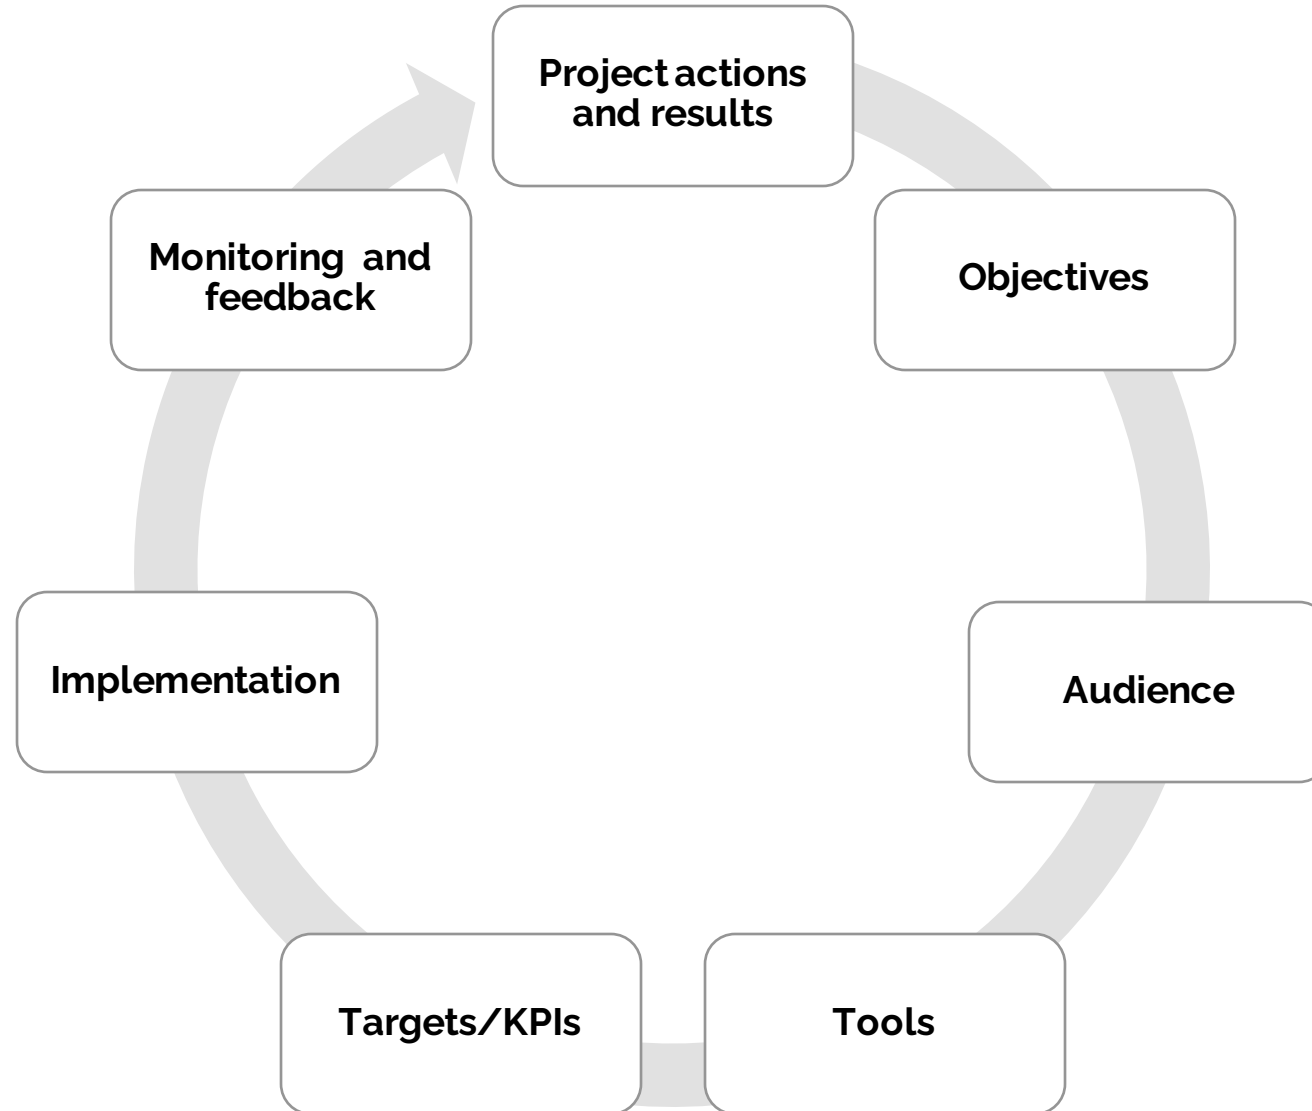 Project actions
and results
Objectives
Audience
Tools
Targets/KPIs
Implementation
Monitoring and
feedback